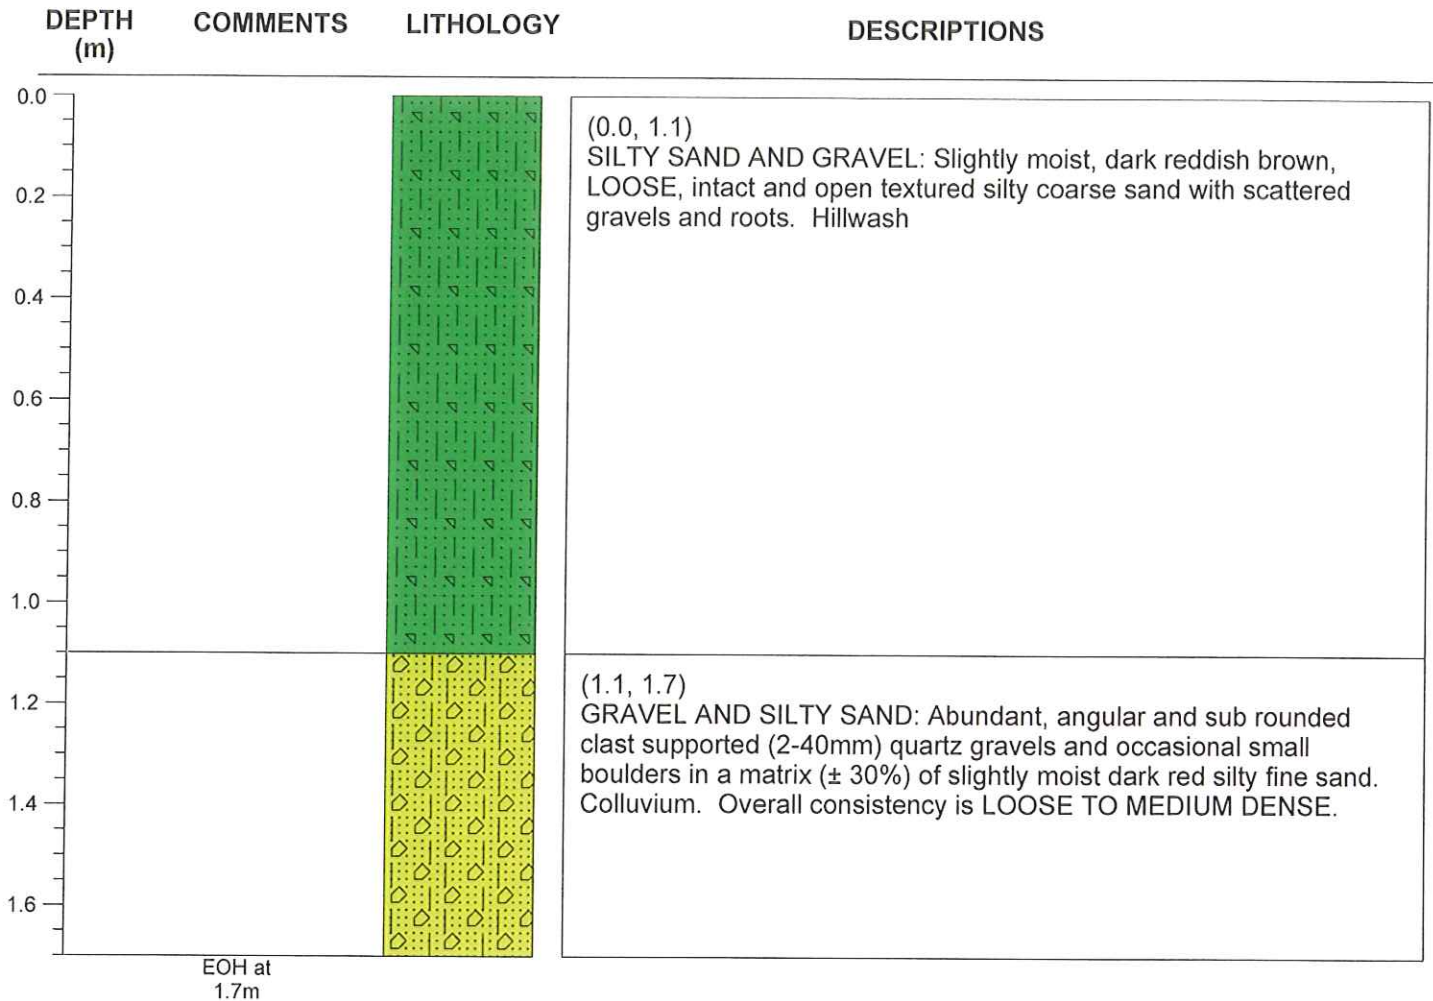 DEPTH (m) COMMENTS LITHOLOGY DESCRIPTIONS
0.0
0.2
0.4
0.6
0.8
1.0
1.2
1.4
1.6
(0.0, 1.1)
SILTY SAND AND GRAVEL: Slightly moist, dark reddish brown,
LOOSE, intact and open textured silty coarse sand with scattered
gravels and roots. Hillwash
(1.1, 1.7)
GRAVEL AND SILTY SAND: Abundant, angular and sub rounded
clast supported (2-40mm) quartz gravels and occasional small
boulders in a matrix (± 30%) of slightly moist dark red silty fine sand.
Colluvium. Overall consistency is LOOSE TO MEDIUM DENSE.
EOH at
1.7m